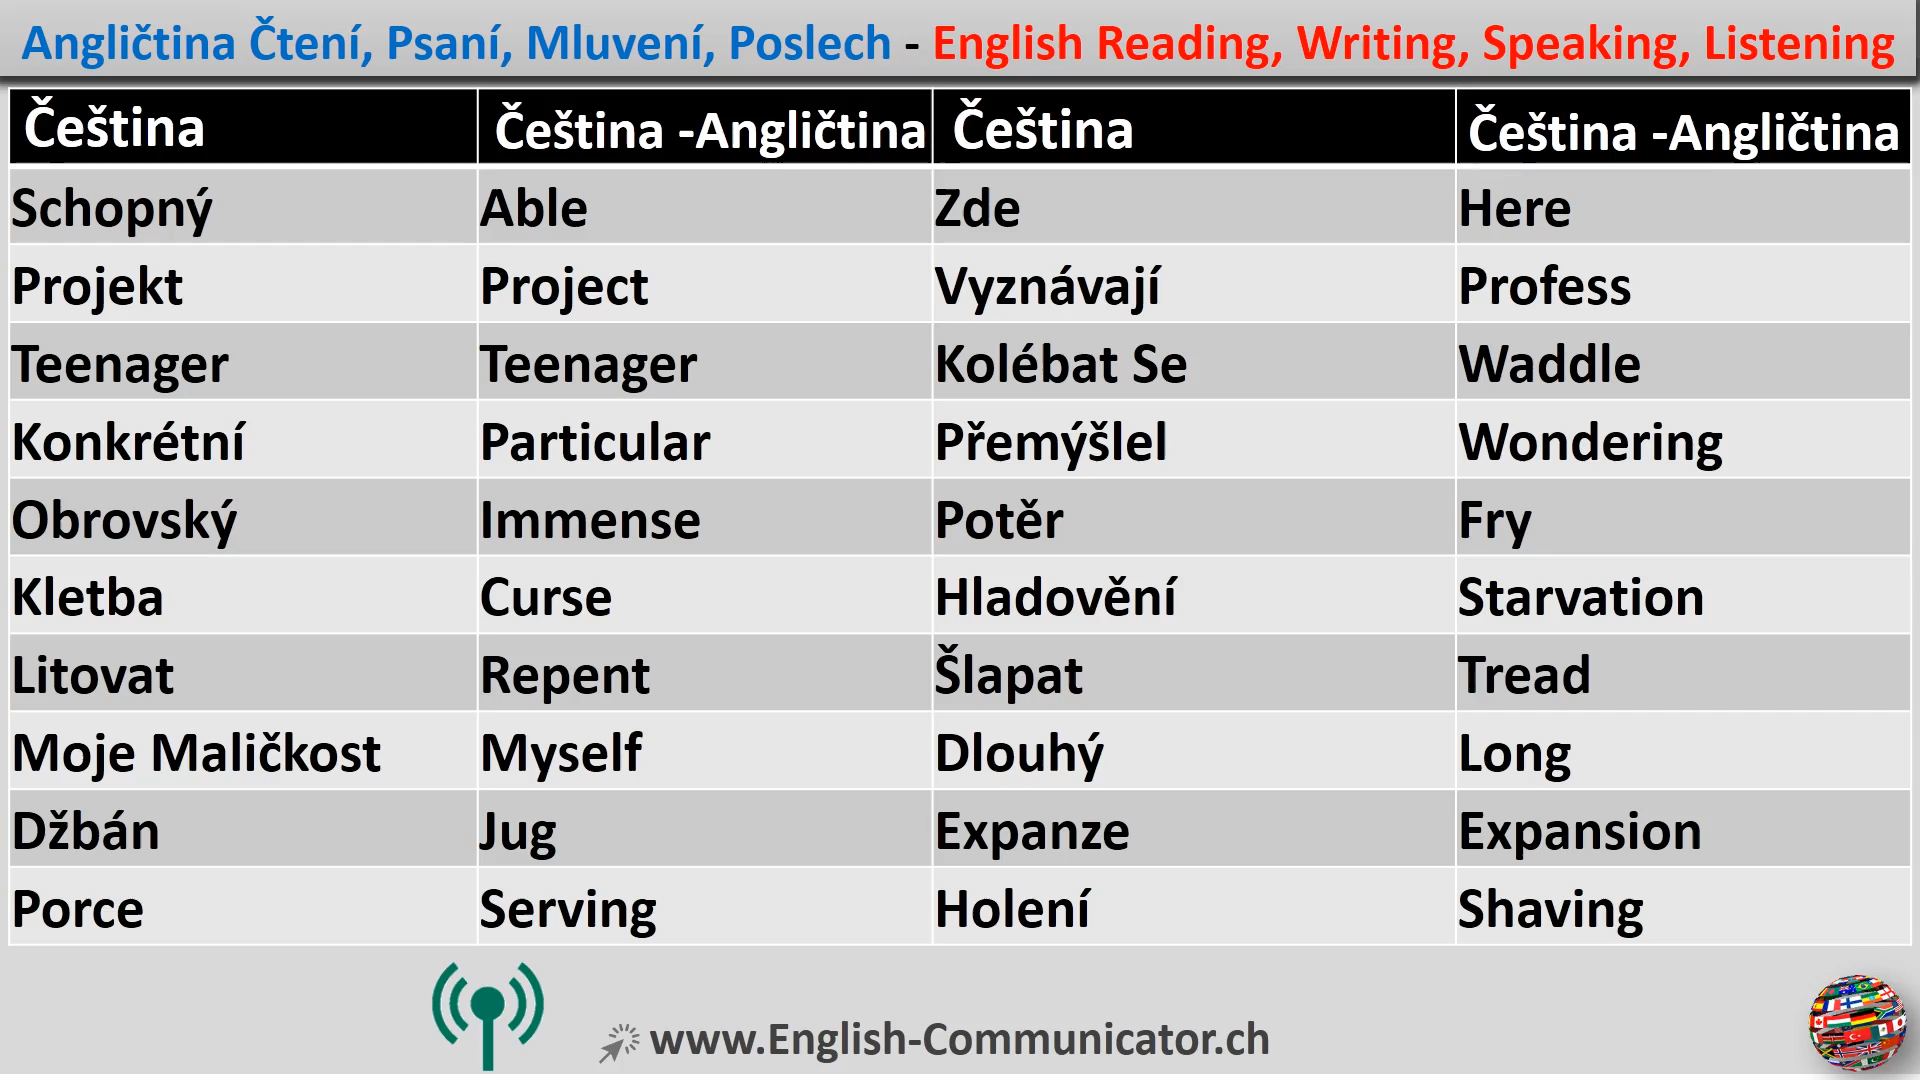 Angličtina Čtení, Psaní, Mluvení, Poslech - English Reading, Writing, Speaking, Listening
Čeština Čeština -Angličtina Čeština Čeština -Angličtina
Schopný Able Zde Here
Projekt Project Vyznávají Profess
Teenager Teenager Kolébat Se Waddle
Konkrétní Particular Přemýšlel Wondering
Obrovský Immense Potěr Fry
Kletba Curse Hladovění Starvation
Litovat Repent Šlapat Tread
Moje Maličkost Myself Dlouhý Long
Džbán Jug Expanze Expansion
Porce Serving Holení Shaving
www.English-Communicator.ch